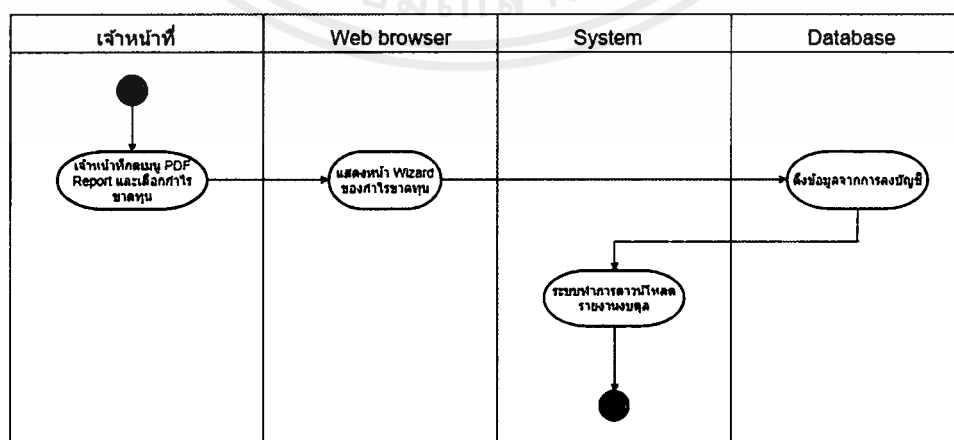 เจ้าหน้าที่
Web browser
System
Database
เจ้าหน้าที่กดเมนู PDF
Report และเลือกกำไร
ขาดทุน
แสดงหน้า Wizard
ของกำไรขาดทุน
ดึงข้อมูลจากการลงบัญชี
ระบบทำการดาวน์โหลด
รายงานงบดุล